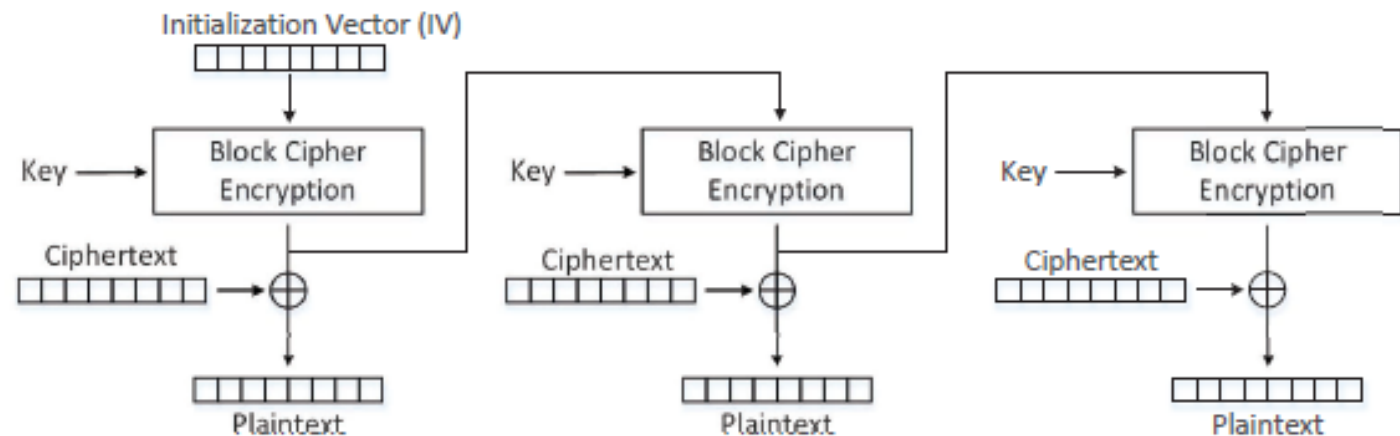 Initialization Vector (IV)
Block Cipher
Encryption
Block Cipher
Encryption
Block Cipher
Encryption
Key
Key
Key
Ciphertext
Ciphertext
Ciphertext
Plaintext
Plaintext
Plaintext